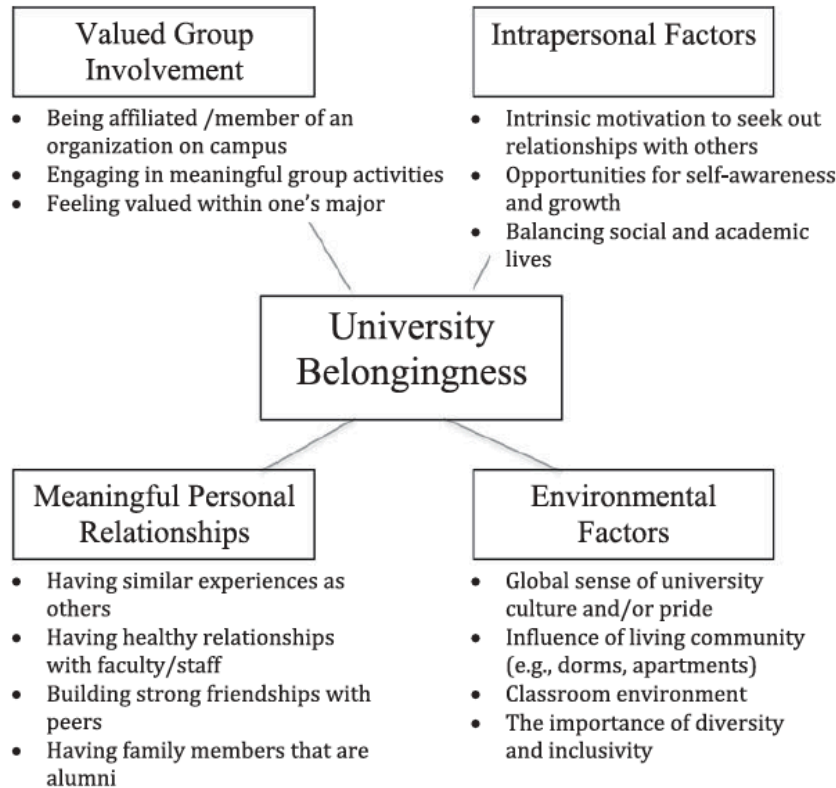 Valued Group
Involvement
• Being affiliated /member of an
organization on campus
• Engaging in meaningful group activities
• Feeling valued within one's major
Intrapersonal Factors
• Intrinsic motivation to seek out
relationships with others
• Opportunities for self-awareness
and growth
• Balancing social and academic
lives
University
Belongingness
Meaningful Personal
Relationships
• Having similar experiences as
others
• Having healthy relationships
with faculty/staff
• Building strong friendships with
peers
• Having family members that are
alumni
Environmental
Factors
• Global sense of university
culture and/or pride
• Influence of living community
(e.g., dorms, apartments)
• Classroom environment
• The importance of diversity
and inclusivity